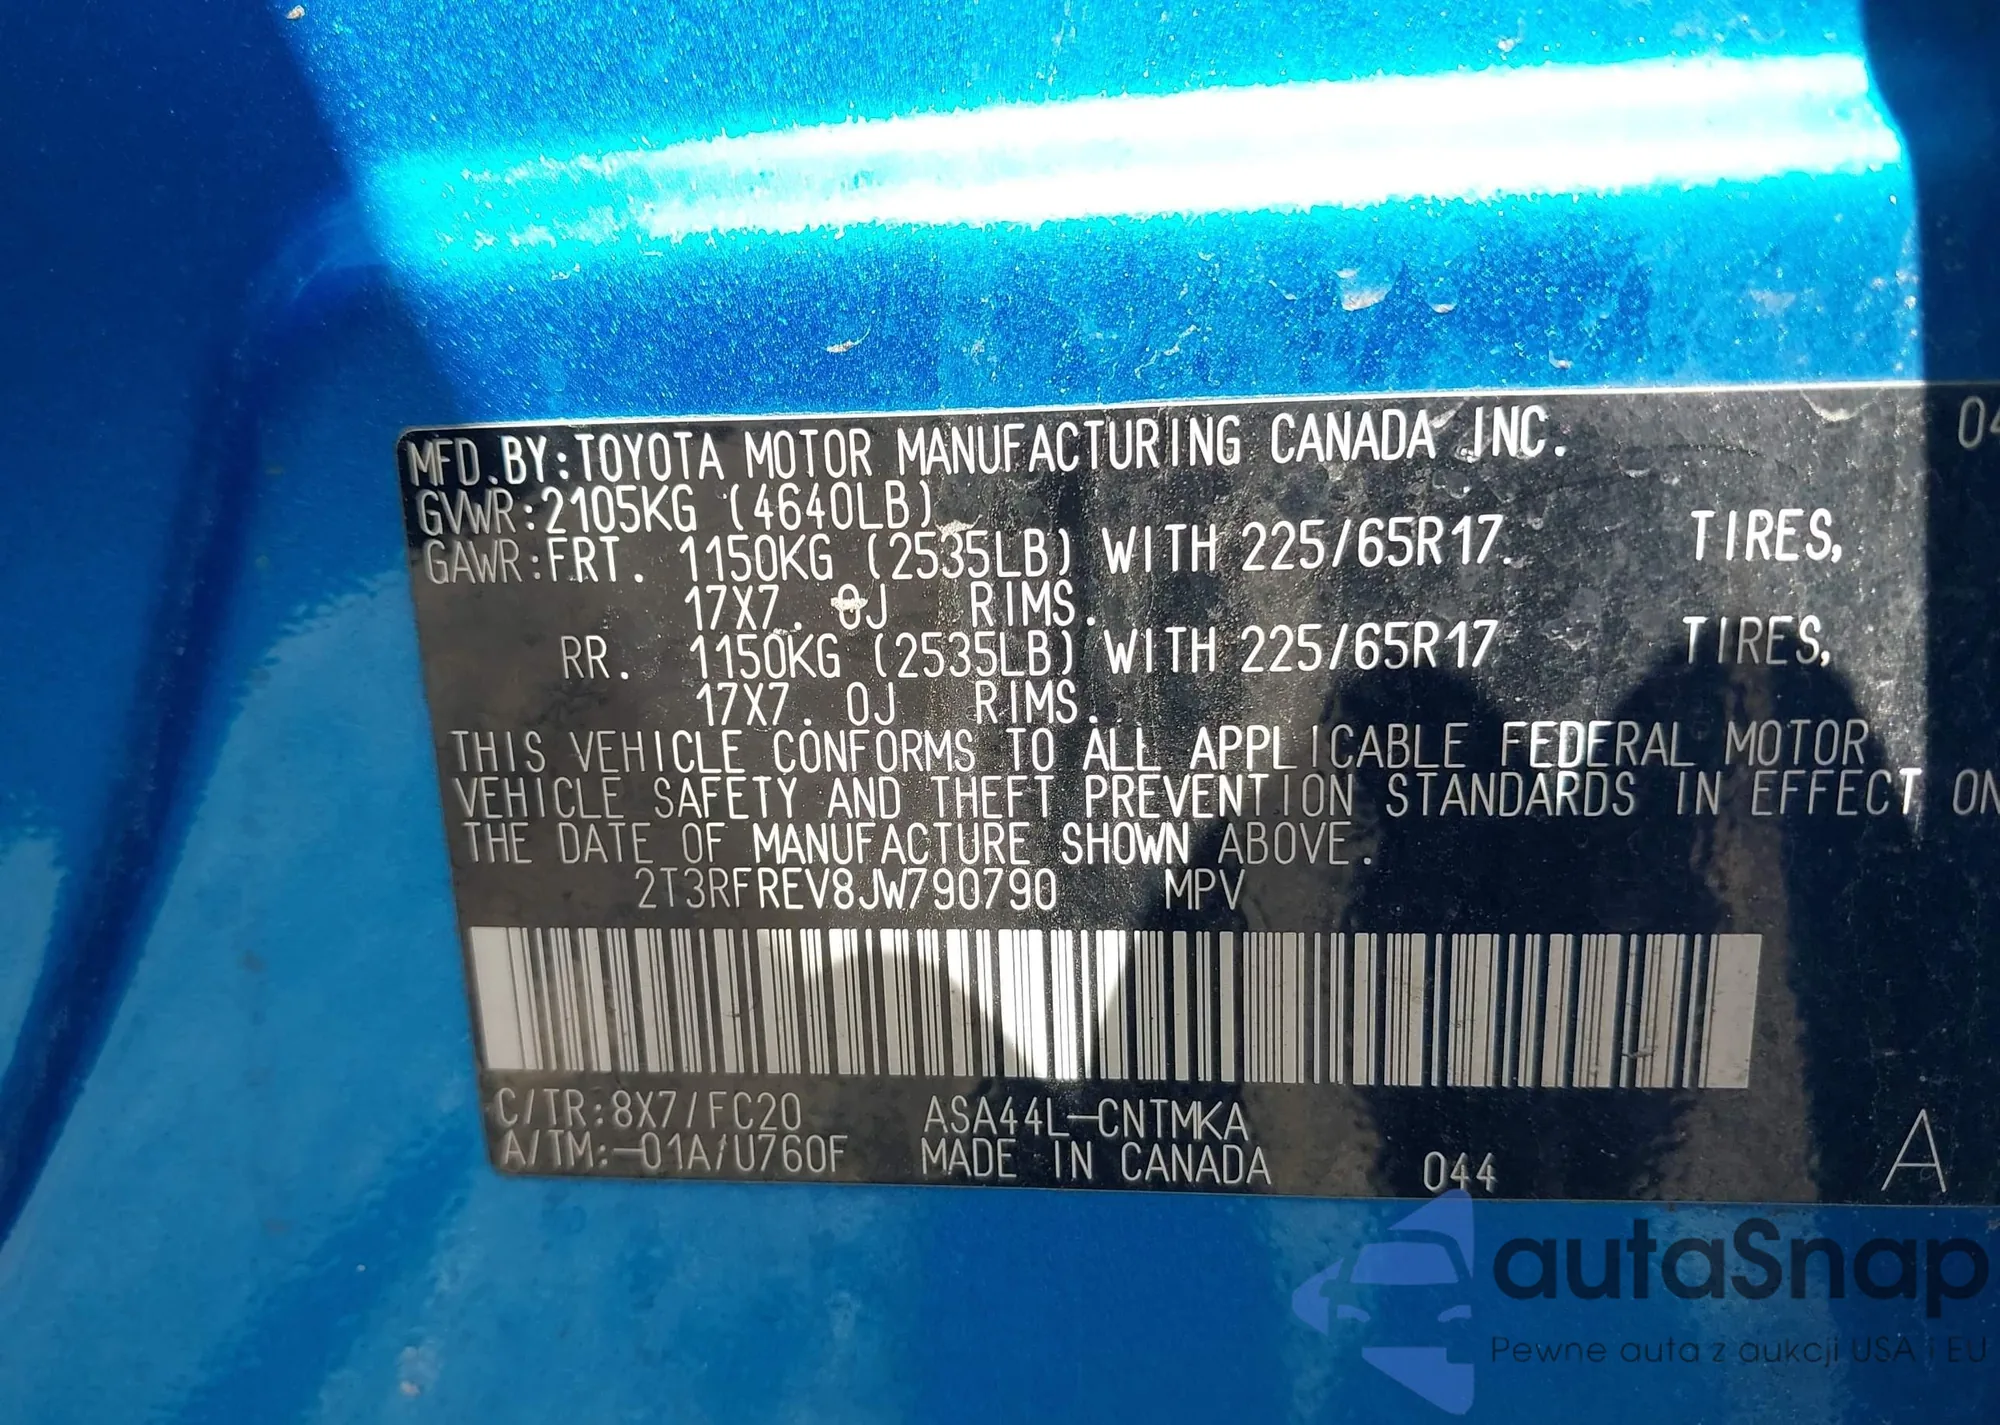 MFD.BY:TOYOTA MOTOR MANUFACTURING CANADA INC. 04
GVWR:2105KG (4640LB)
GAWR:FRT. 1150KG (2535LB) WITH 225/65R17. TIRES,
17X7. 0J RIMS.
RR. 1150KG (2535LB) WITH 225/65R17 TIRES,
17X7. 0J RIMS.
THIS VEHICLE CONFORMS TO ALL APPLICABLE FEDERAL MOTOR
VEHICLE SAFETY AND THEFT PREVENTION STANDARDS IN EFFECT ON
THE DATE OF MANUFACTURE SHOWN ABOVE.
2T3RFREV8JW790790 MPV
C/TR:8X7/FC20 ASA44L-CNTMKA
A/TM:-01A/U760F MADE IN CANADA 044 A
autaSnap
Pewne auta z aukcji USA i EU